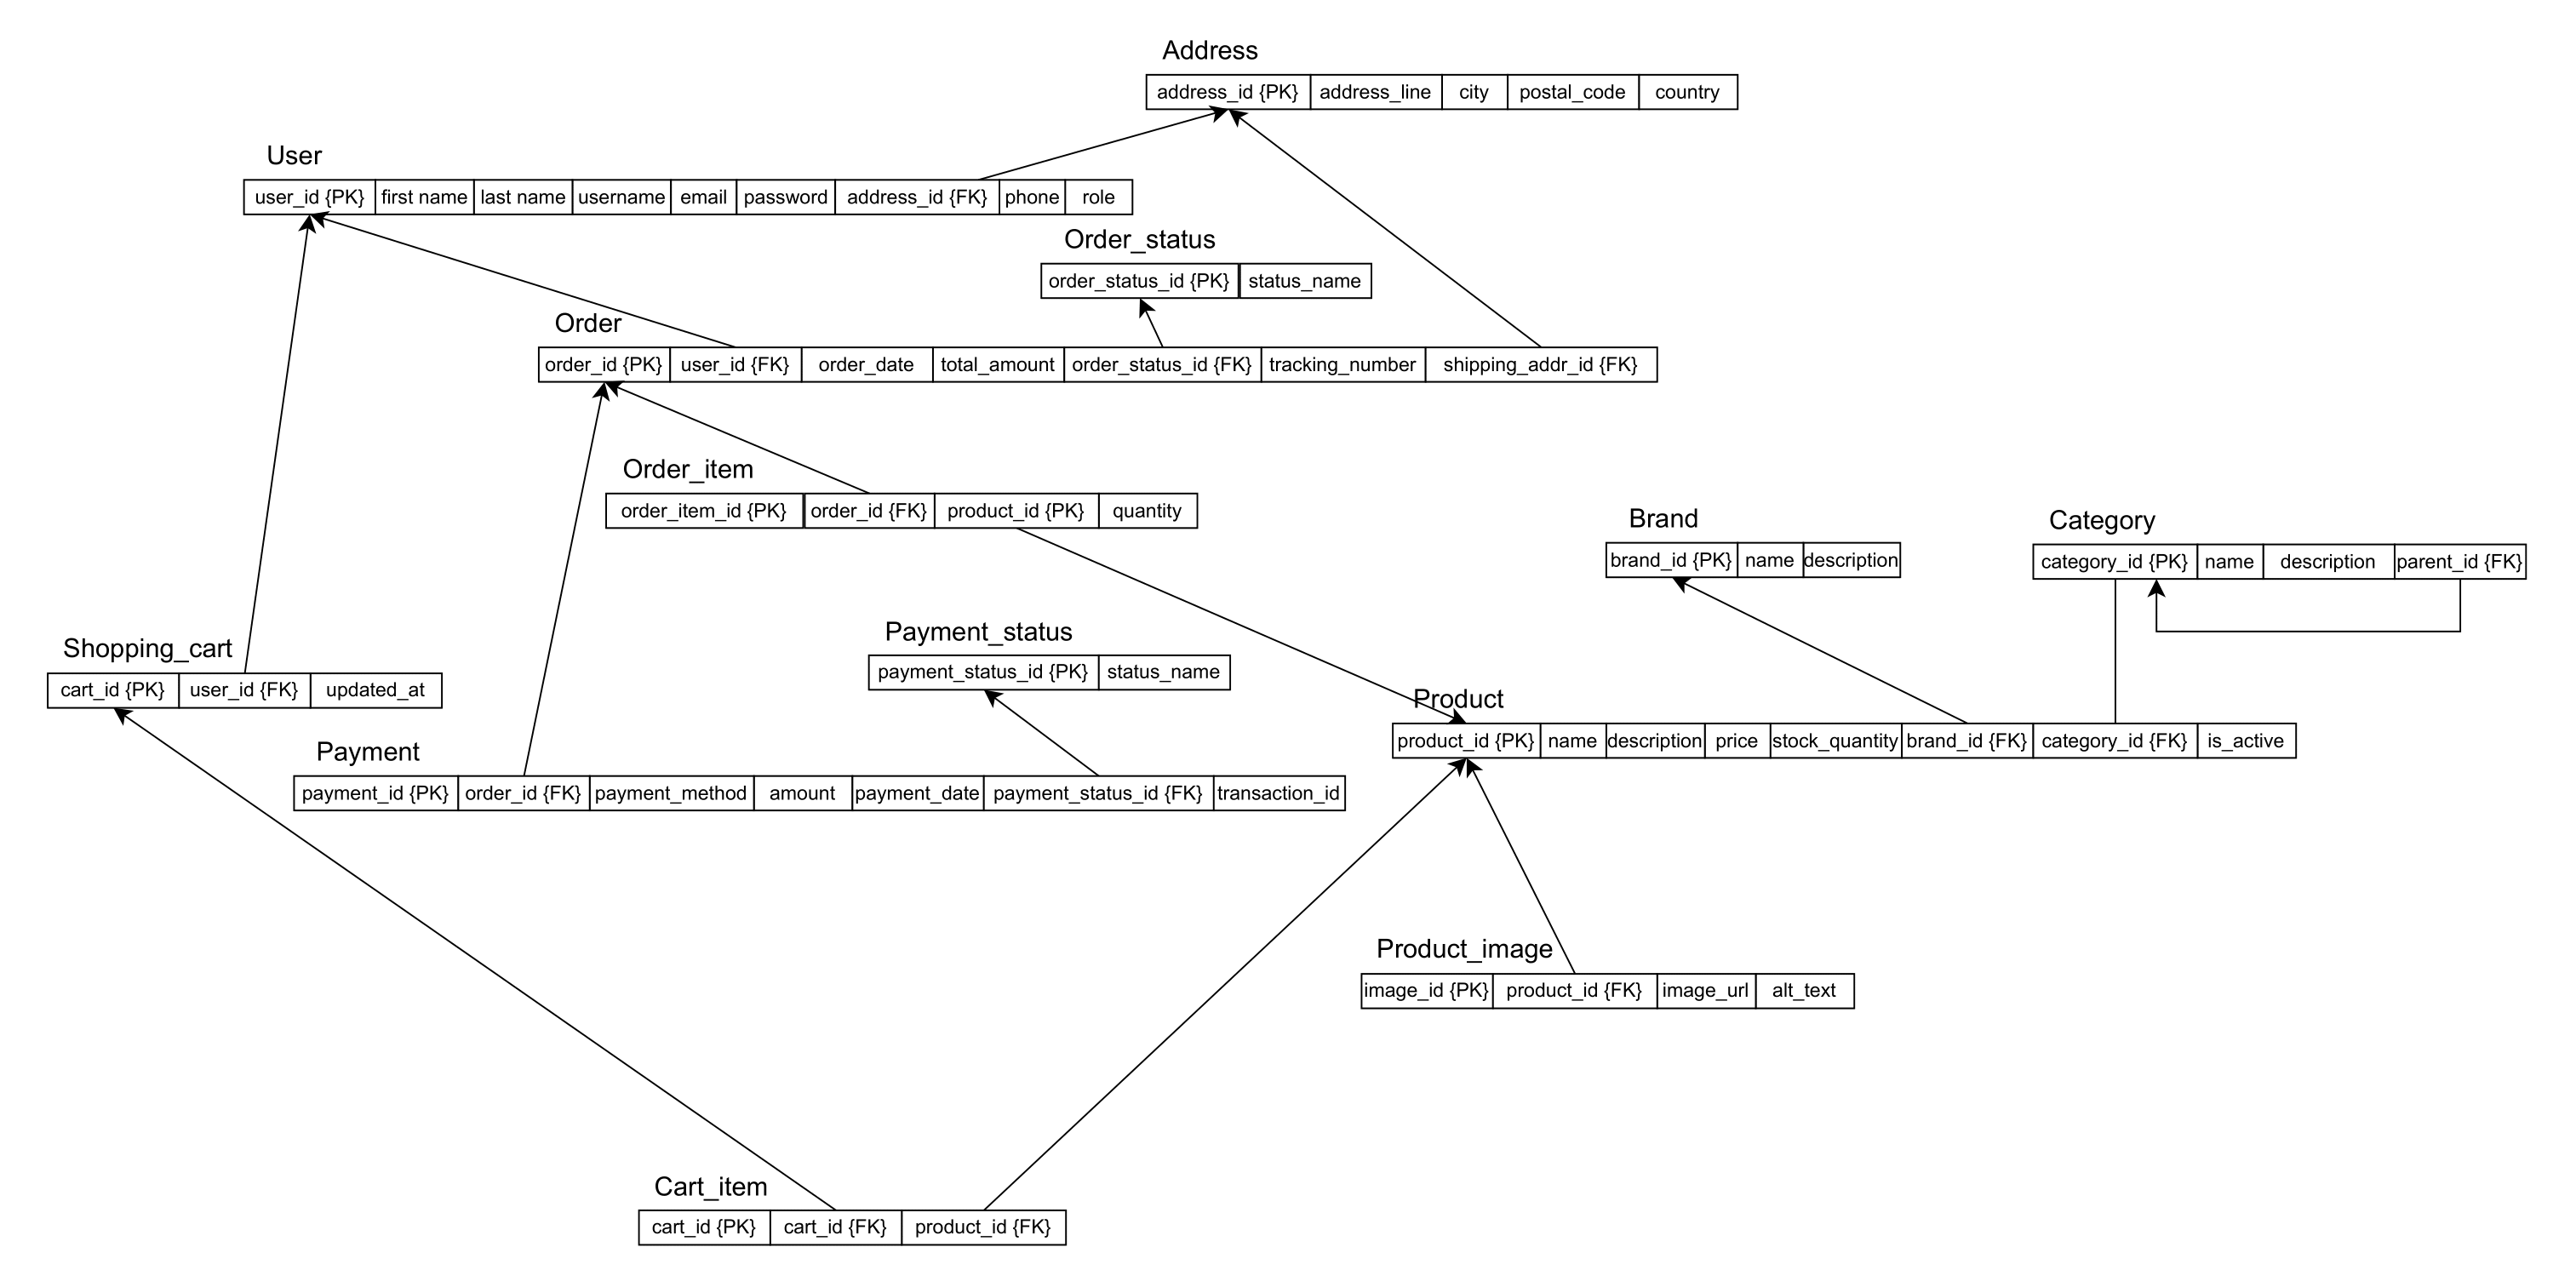 Address
address_id {PK} address_line city postal_code country
User
user_id {PK} first name last name username email password address_id {FK} phone role
Order_status
order_status_id {PK} status_name
Order
order_id {PK} user_id {FK} order_date total_amount order_status_id {FK} tracking_number shipping_addr_id {FK}
Order_item
order_item_id {PK} order_id {FK} product_id {PK} quantity
Brand
brand_id {PK} name description
Category
category_id {PK} name description parent_id {FK}
Shopping_cart
cart_id {PK} user_id {FK} updated_at
Payment_status
payment_status_id {PK} status_name
Product
product_id {PK} name description price stock_quantity brand_id {FK} category_id {FK} is_active
Payment
payment_id {PK} order_id {FK} payment_method amount payment_date payment_status_id {FK} transaction_id
Product_image
image_id {PK} product_id {FK} image_url alt_text
Cart_item
cart_id {PK} cart_id {FK} product_id {FK}